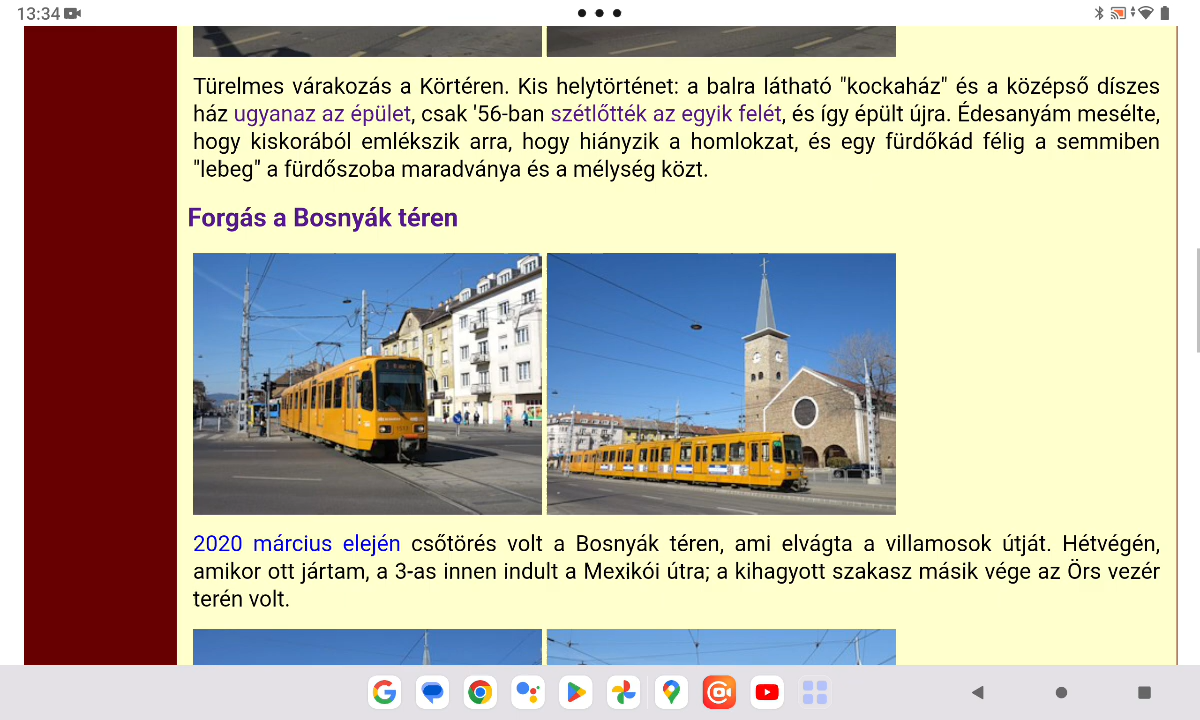 13:34
Türelmes várakozás a Körtéren. Kis helytörténet: a balra látható "kockaház" és a középső díszes
ház ugyanaz az épület, csak '56-ban szétlőtték az egyik felét, és így épült újra. Édesanyám mesélte,
hogy kiskorából emlékszik arra, hogy hiányzik a homlokzat, és egy fürdőkád félig a semmiben
"lebeg" a fürdőszoba maradványa és a mélység közt.
Forgás a Bosnyák téren
2020 március elején csőtörés volt a Bosnyák téren, ami elvágta a villamosok útját. Hétvégén,
amikor ott jártam, a 3-as innen indult a Mexikói útra; a kihagyott szakasz másik vége az Örs vezér
terén volt.